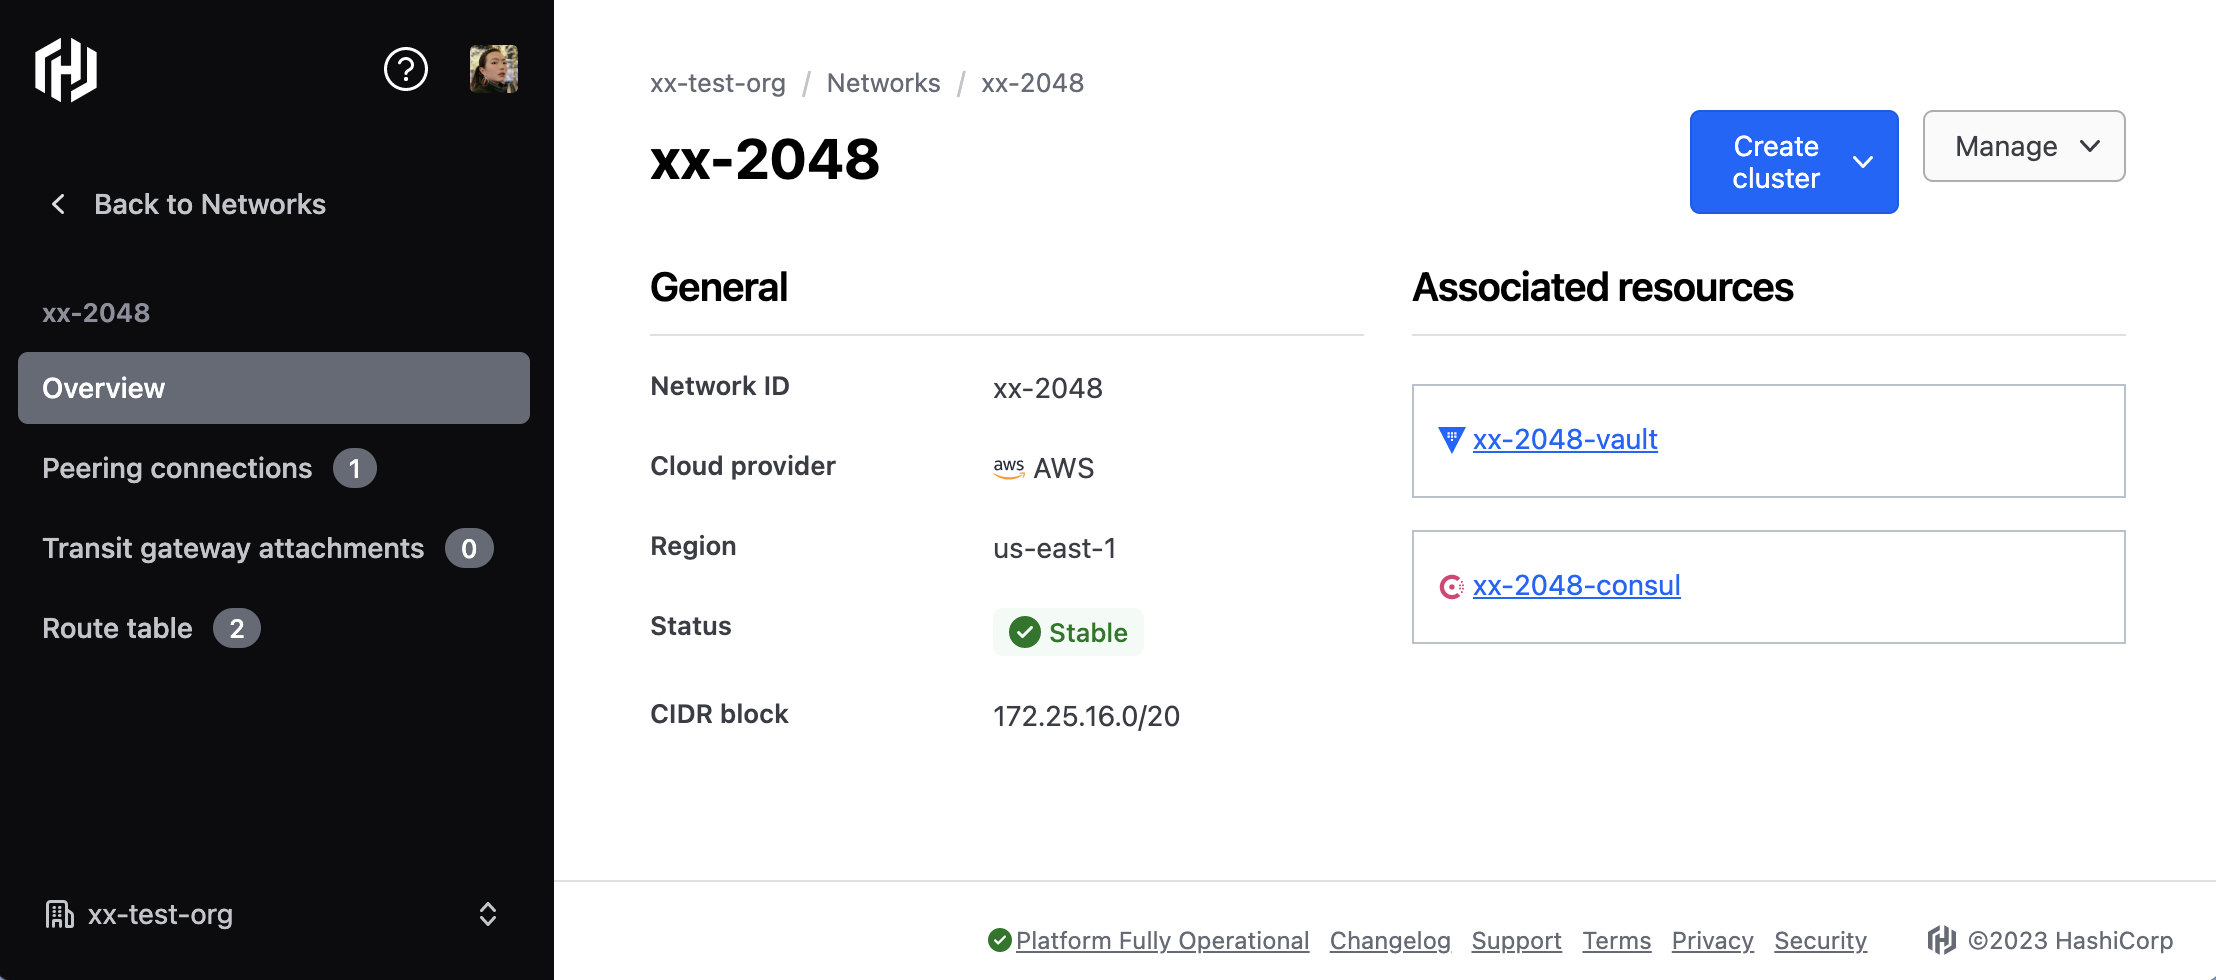 Back to Networks
xx-2048
Overview
Peering connections 1
Transit gateway attachments 0
Route table 2
xx-test-org
xx-test-org / Networks / xx-2048
xx-2048
Create
cluster
Manage
General
Network ID xx-2048
Cloud provider aws AWS
Region us-east-1
Status Stable
CIDR block 172.25.16.0/20
Associated resources
xx-2048-vault
xx-2048-consul
Platform Fully Operational Changelog Support Terms Privacy Security ©2023 HashiCorp